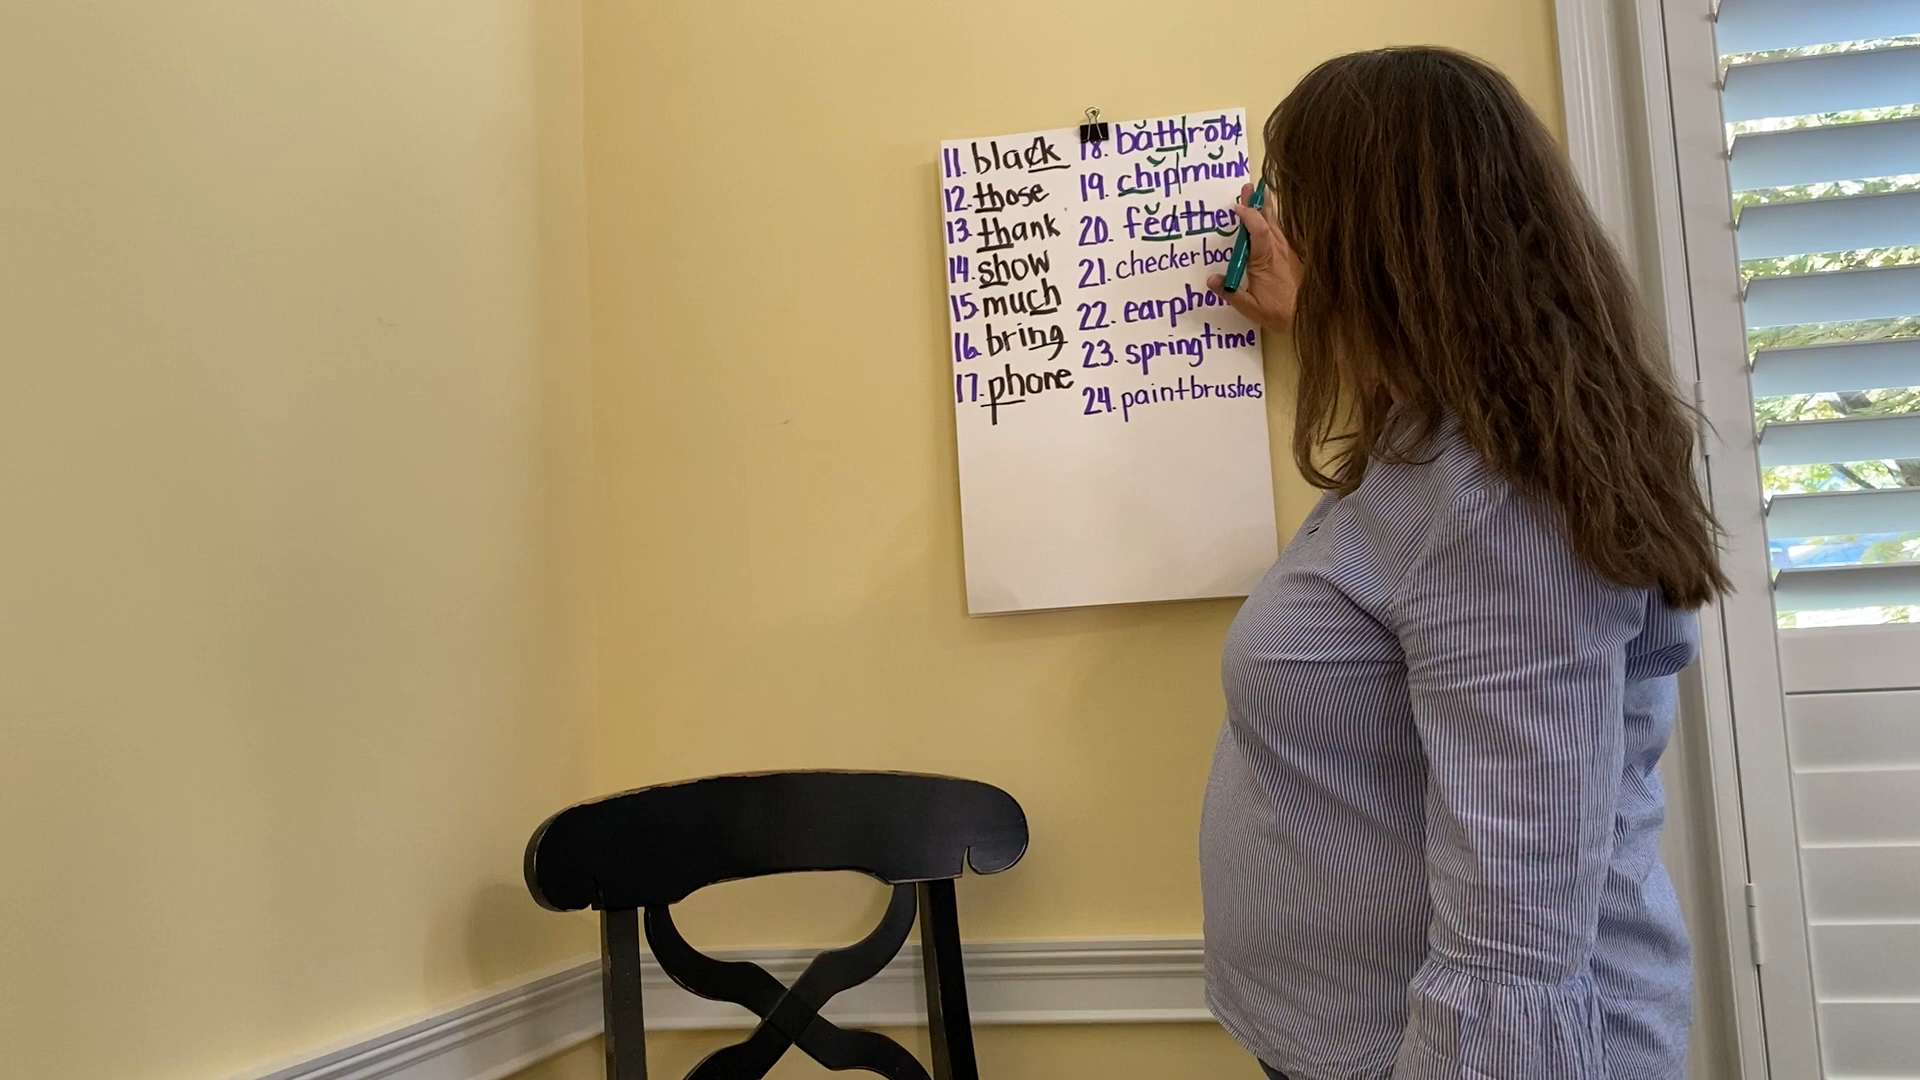 11. black
12. those
13. thank
14. show
15. much
16. bring
17. phone
18. bathrobe
19. chipmunk
20. feather
21. checkerboa
22. earpho
23. springtime
24. paintbrushes